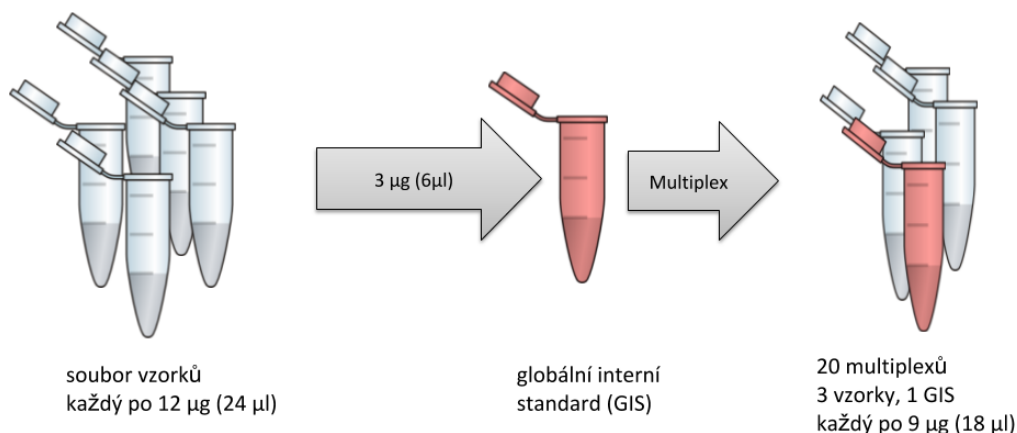 3 µg (6µl)
Multiplex
soubor vzorků
každý po 12 µg (24 µl)
globální interní
standard (GIS)
20 multiplexů
3 vzorky, 1 GIS
každý po 9 µg (18 µl)